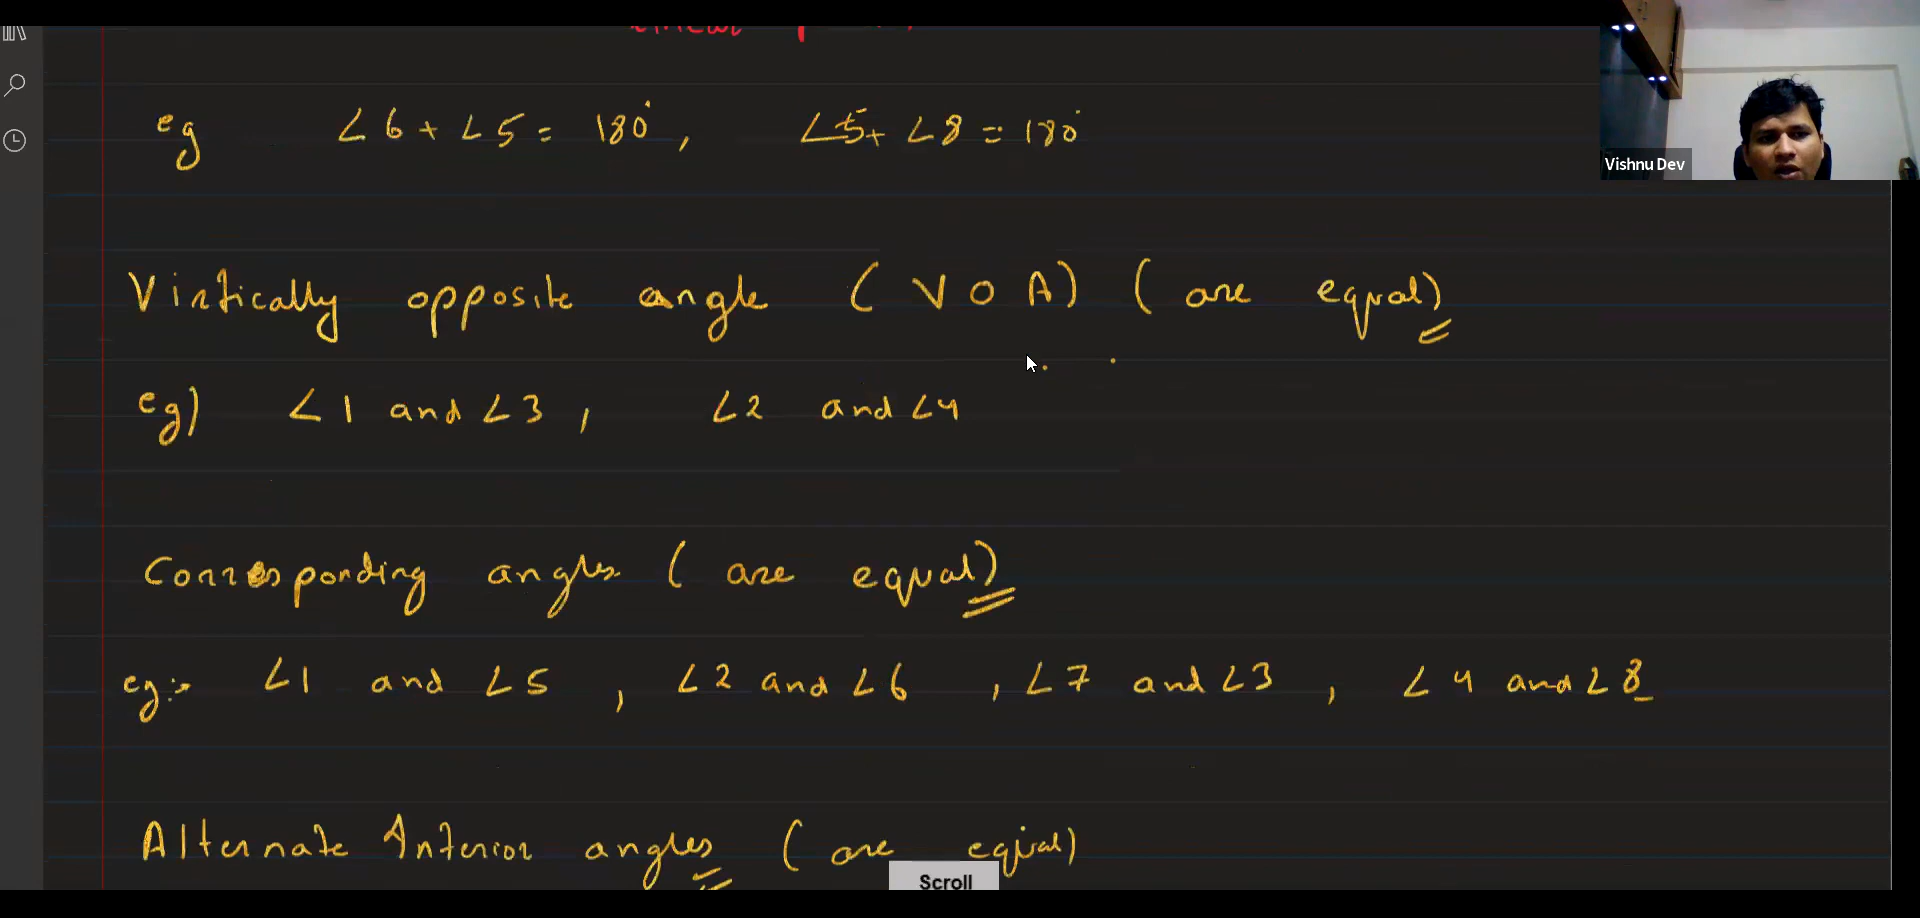 eg ∠6 + ∠5 = 180°, ∠5 + ∠8 = 180°
Vishnu Dev
Virtically opposite angle (VOA) (are equal)
eg) ∠1 and ∠3, ∠2 and ∠4
Corresponding angles (are equal)
eg:- ∠1 and ∠5, ∠2 and ∠6, ∠7 and ∠3, ∠4 and ∠8
Alternate Interior angles (are equal)
Scroll